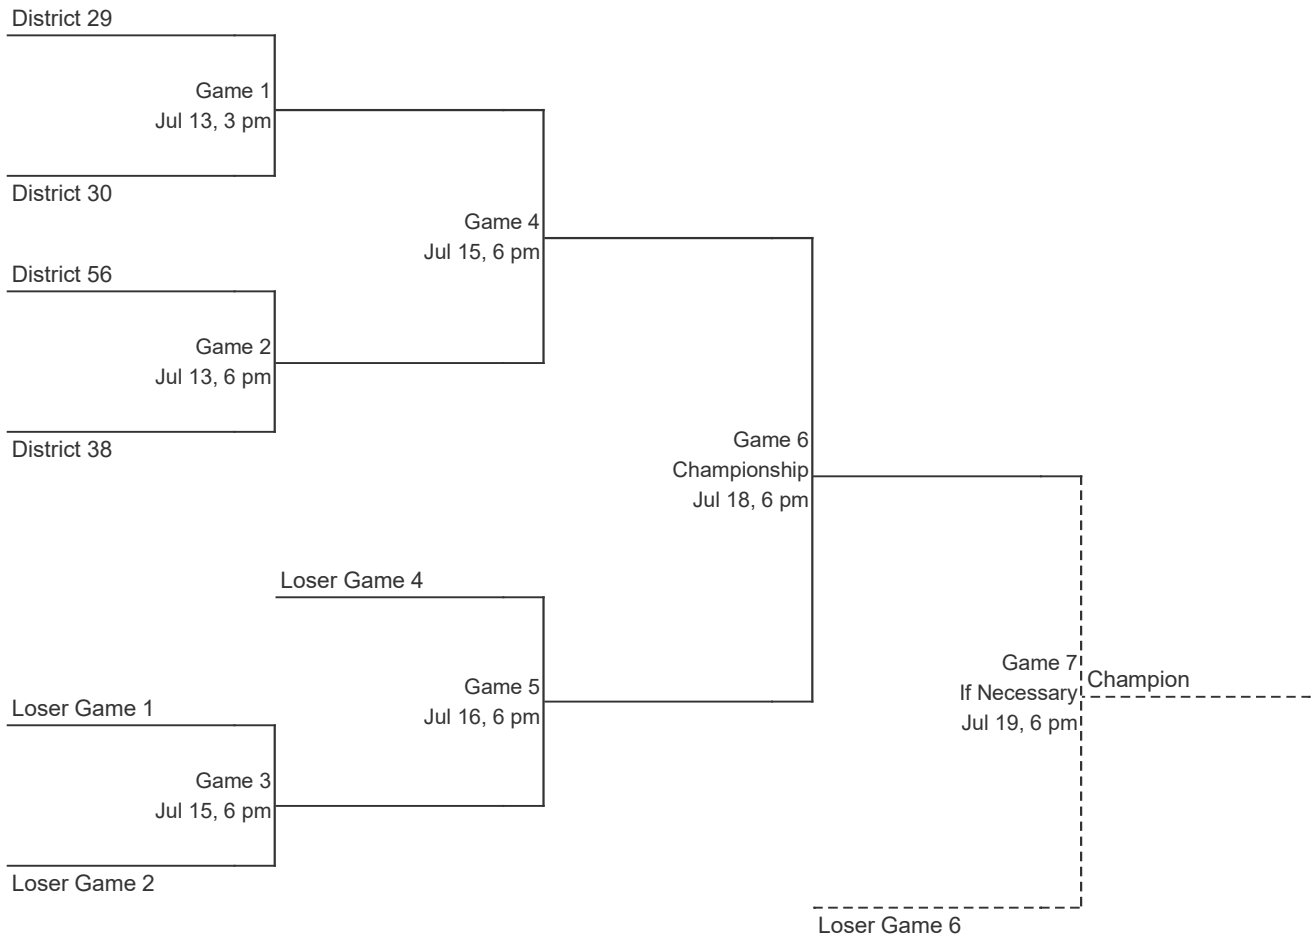 District 29
Game 1
Jul 13, 3 pm
District 30
Game 4
Jul 15, 6 pm
District 56
Game 2
Jul 13, 6 pm
District 38
Game 6
Championship
Jul 18, 6 pm
Loser Game 4
Game 5
Jul 16, 6 pm
Loser Game 1
Game 3
Jul 15, 6 pm
Loser Game 2
Game 7
If Necessary
Jul 19, 6 pm
Champion
Loser Game 6